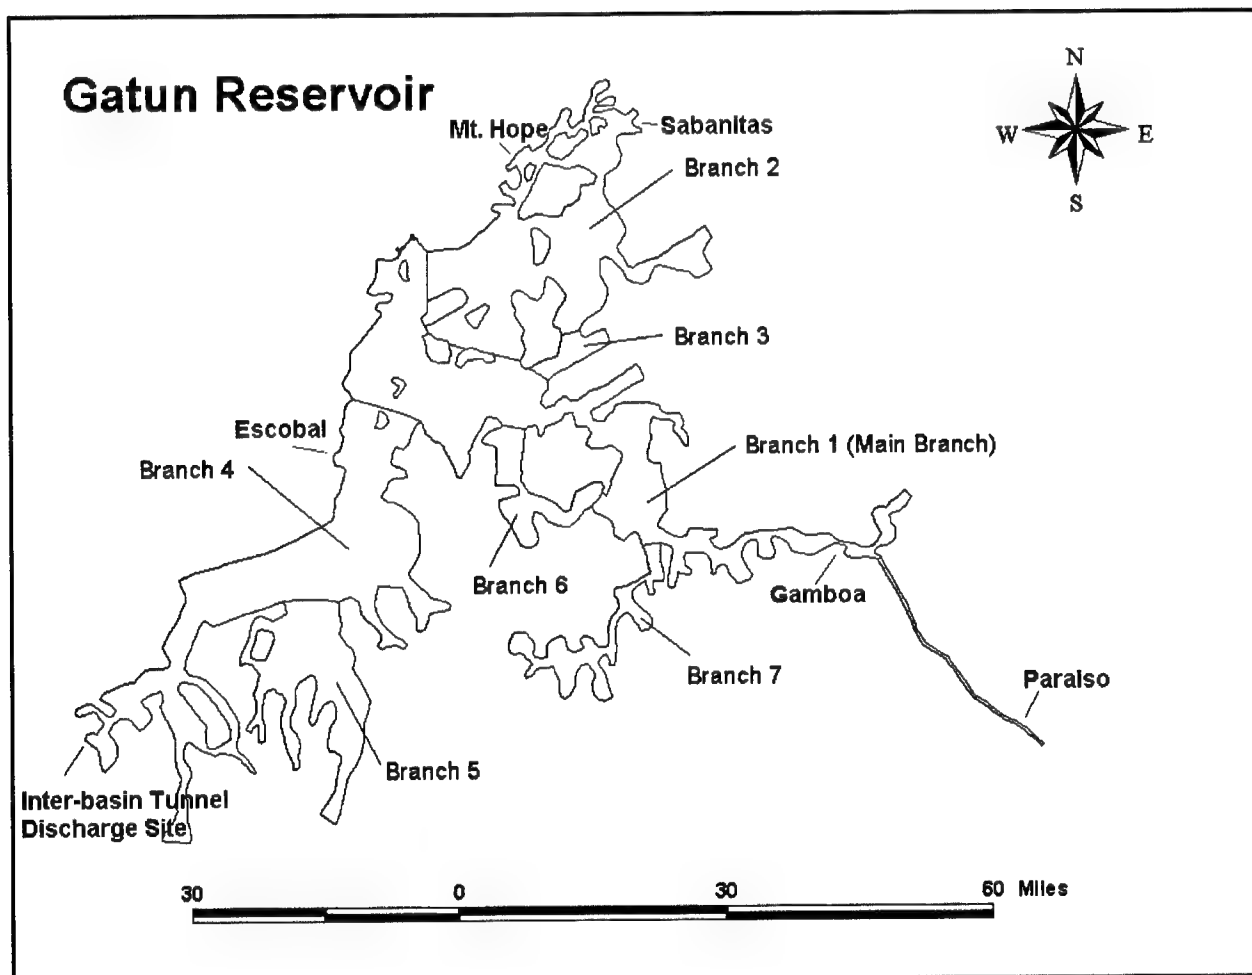 Gatun Reservoir
N
W
E
S
Mt. Hope
Sabanitas
Branch 2
Branch 3
Escobal
Branch 4
Branch 1 (Main Branch)
Branch 6
Gamboa
Branch 7
Paraiso
Branch 5
Inter-basin Tunnel
Discharge Site
30
0
30
60 Miles